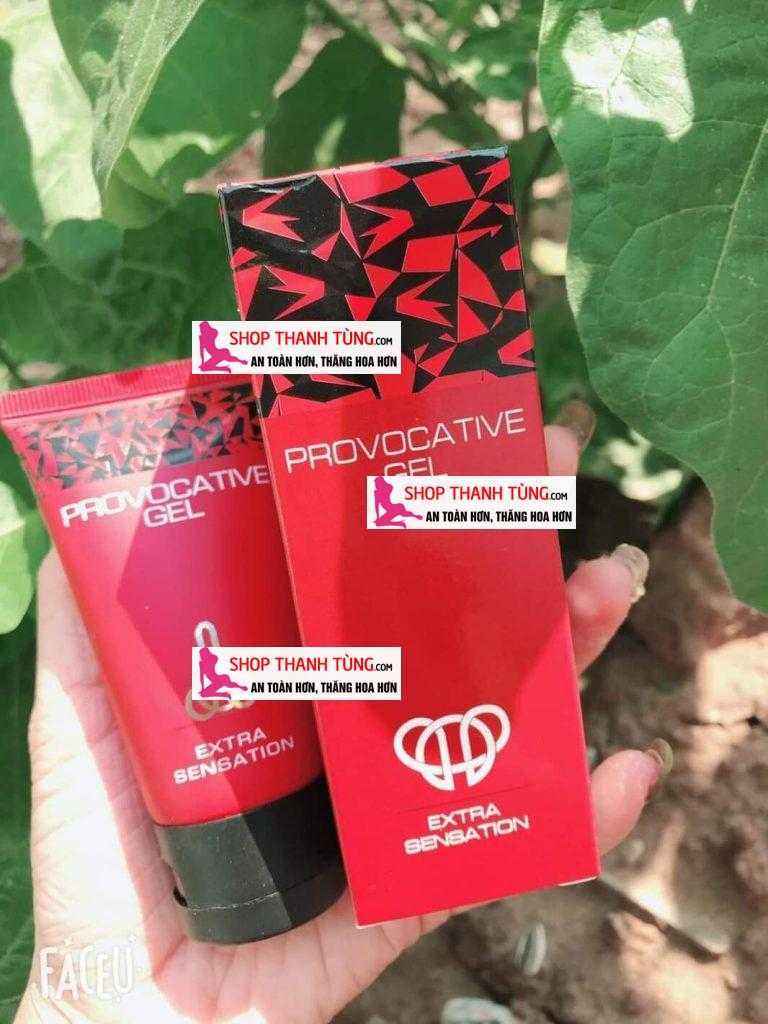 SHOP THANH TÙNG.COM
AN TOÀN HƠN, THĂNG HOA HƠN
PROVOCATIVE
GEL
SHOP THANH TÙNG.COM
AN TOÀN HƠN, THĂNG HOA HƠN
PROVOCATIVE
GEL
SHOP THANH TÙNG.COM
AN TOÀN HƠN, THĂNG HOA HƠN
EXTRA
SENSATION
EXTRA
SENSATION
FACEU